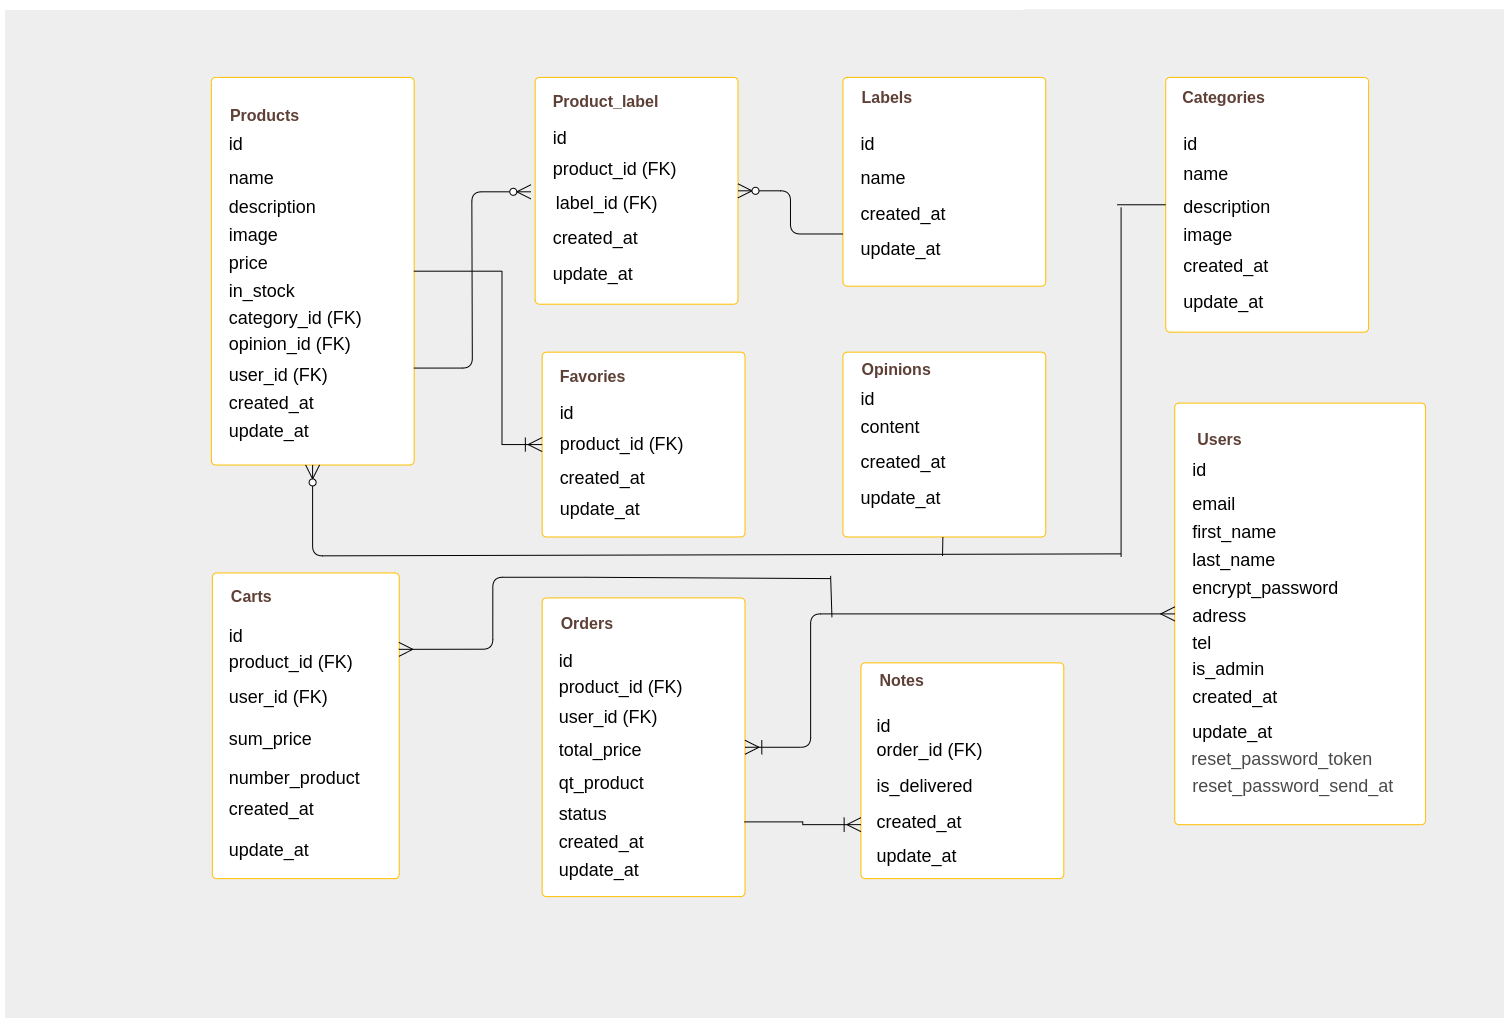 Products
id
name
description
image
price
in_stock
category_id (FK)
opinion_id (FK)
user_id (FK)
created_at
update_at
Product_label
id
product_id (FK)
label_id (FK)
created_at
update_at
Labels
id
name
created_at
update_at
Categories
id
name
description
image
created_at
update_at
Favories
id
product_id (FK)
created_at
update_at
Opinions
id
content
created_at
update_at
Users
id
email
first_name
last_name
encrypt_password
adress
tel
is_admin
created_at
update_at
reset_password_token
reset_password_send_at
Carts
id
product_id (FK)
user_id (FK)
sum_price
number_product
created_at
update_at
Orders
id
product_id (FK)
user_id (FK)
total_price
qt_product
status
created_at
update_at
Notes
id
order_id (FK)
is_delivered
created_at
update_at